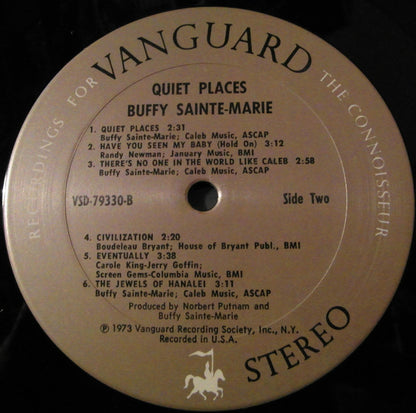 RECORDINGS FOR VANGUARD THE CONNOISSEUR
QUIET PLACES
BUFFY SAINTE-MARIE
1. QUIET PLACES 2:31
Buffy Sainte-Marie; Caleb Music, ASCAP
2. HAVE YOU SEEN MY BABY (Hold On) 3:12
Randy Newman; January Music, BMI
3. THERE'S NO ONE IN THE WORLD LIKE CALEB 2:58
Buffy Sainte-Marie; Caleb Music, ASCAP
VSD-79330-B
Side Two
4. CIVILIZATION 2:20
Boudeleau Bryant; House of Bryant Publ., BMI
5. EVENTUALLY 3:38
Carole King-Jerry Goffin;
Screen Gems-Columbia Music, BMI
6. THE JEWELS OF HANALEI 3:11
Buffy Sainte-Marie; Caleb Music, ASCAP
Produced by Norbert Putnam and
Buffy Sainte-Marie
℗ 1973 Vanguard Recording Society, Inc., N.Y.
Recorded in U.S.A.
STEREO